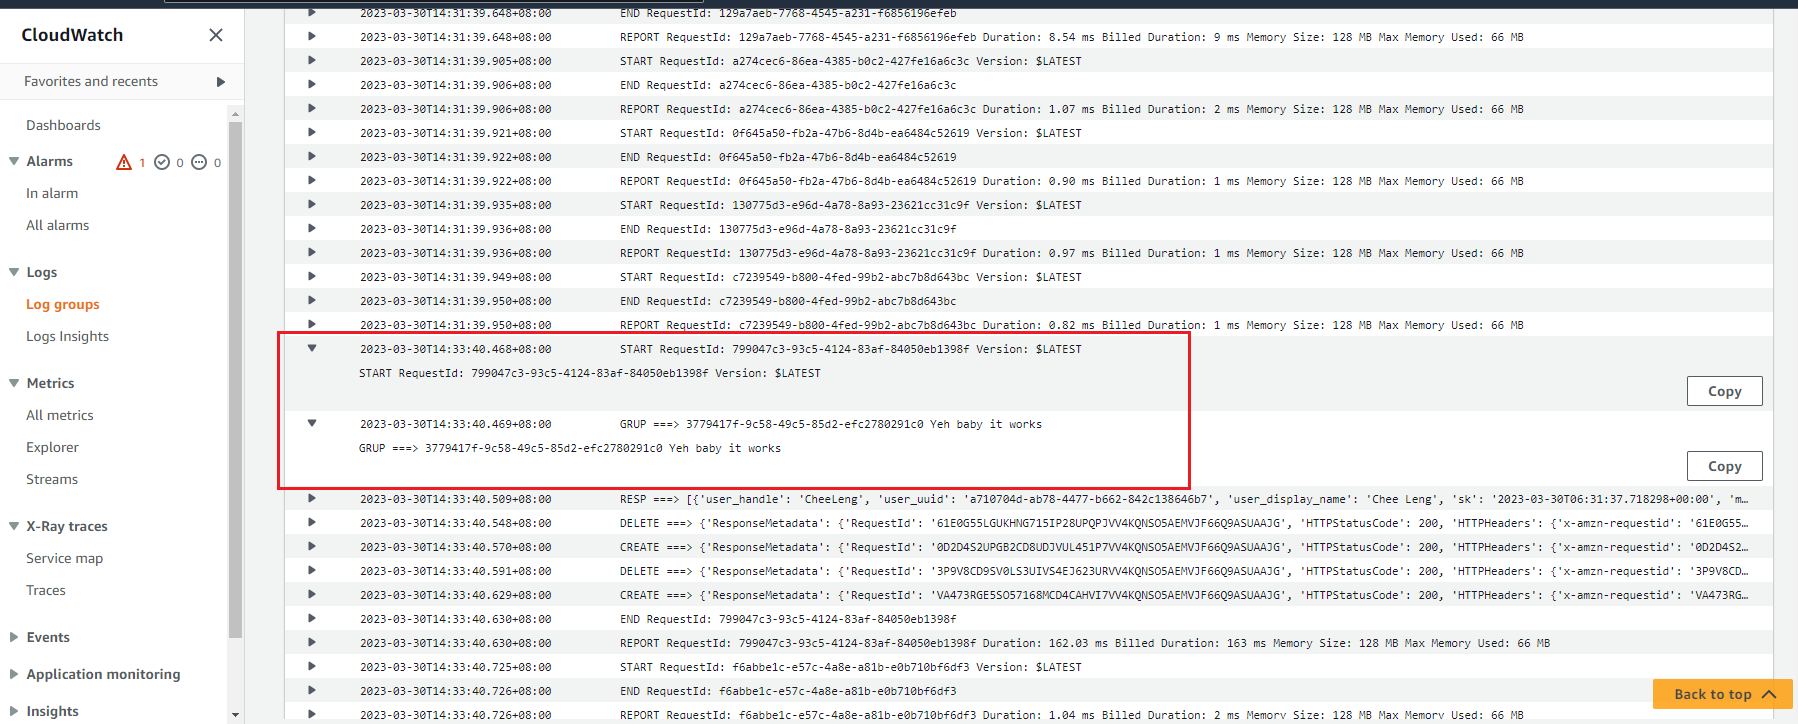 CloudWatch
Favorites and recents
Dashboards
Alarms 1 0 0
In alarm
All alarms
Logs
Log groups
Logs Insights
Metrics
All metrics
Explorer
Streams
X-Ray traces
Service map
Traces
Events
Application monitoring
Insights
2023-03-30T14:31:39.648+08:00 END RequestId: 129a7aeb-7768-4545-a231-f6856196efeb
2023-03-30T14:31:39.648+08:00 REPORT RequestId: 129a7aeb-7768-4545-a231-f6856196efeb Duration: 8.54 ms Billed Duration: 9 ms Memory Size: 128 MB Max Memory Used: 66 MB
2023-03-30T14:31:39.905+08:00 START RequestId: a274cec6-86ea-4385-b0c2-427fe16a6c3c Version: $LATEST
2023-03-30T14:31:39.906+08:00 END RequestId: a274cec6-86ea-4385-b0c2-427fe16a6c3c
2023-03-30T14:31:39.906+08:00 REPORT RequestId: a274cec6-86ea-4385-b0c2-427fe16a6c3c Duration: 1.07 ms Billed Duration: 2 ms Memory Size: 128 MB Max Memory Used: 66 MB
2023-03-30T14:31:39.921+08:00 START RequestId: 0f645a50-fb2a-47b6-8d4b-ea6484c52619 Version: $LATEST
2023-03-30T14:31:39.922+08:00 END RequestId: 0f645a50-fb2a-47b6-8d4b-ea6484c52619
2023-03-30T14:31:39.922+08:00 REPORT RequestId: 0f645a50-fb2a-47b6-8d4b-ea6484c52619 Duration: 0.90 ms Billed Duration: 1 ms Memory Size: 128 MB Max Memory Used: 66 MB
2023-03-30T14:31:39.935+08:00 START RequestId: 130775d3-e96d-4a78-8a93-23621cc31c9f Version: $LATEST
2023-03-30T14:31:39.936+08:00 END RequestId: 130775d3-e96d-4a78-8a93-23621cc31c9f
2023-03-30T14:31:39.936+08:00 REPORT RequestId: 130775d3-e96d-4a78-8a93-23621cc31c9f Duration: 0.97 ms Billed Duration: 1 ms Memory Size: 128 MB Max Memory Used: 66 MB
2023-03-30T14:31:39.949+08:00 START RequestId: c7239549-b800-4fed-99b2-abc7b8d643bc Version: $LATEST
2023-03-30T14:31:39.950+08:00 END RequestId: c7239549-b800-4fed-99b2-abc7b8d643bc
2023-03-30T14:31:39.950+08:00 REPORT RequestId: c7239549-b800-4fed-99b2-abc7b8d643bc Duration: 0.82 ms Billed Duration: 1 ms Memory Size: 128 MB Max Memory Used: 66 MB
2023-03-30T14:33:40.468+08:00 START RequestId: 799047c3-93c5-4124-83af-84050eb1398f Version: $LATEST
START RequestId: 799047c3-93c5-4124-83af-84050eb1398f Version: $LATEST
Copy
2023-03-30T14:33:40.469+08:00 GRUP ===> 3779417f-9c58-49c5-85d2-efc2780291c0 Yeh baby it works
GRUP ===> 3779417f-9c58-49c5-85d2-efc2780291c0 Yeh baby it works
Copy
2023-03-30T14:33:40.509+08:00 RESP ===> [{'user_handle': 'CheeLeng', 'user_uuid': 'a710704d-ab78-4477-b662-842c138646b7', 'user_display_name': 'Chee Leng', 'sk': '2023-03-30T06:31:37.718298+00:00', 'm…
2023-03-30T14:33:40.548+08:00 DELETE ===> {'ResponseMetadata': {'RequestId': '61E0G55LGUKHNG715IP28UPQPJVV4KQNSO5AEMVJF66Q9ASUAAJG', 'HTTPStatusCode': 200, 'HTTPHeaders': {'x-amzn-requestid': '61E0G55…
2023-03-30T14:33:40.570+08:00 CREATE ===> {'ResponseMetadata': {'RequestId': '0D2D4S2UPGB2CD8UDJVUL451P7VV4KQNSO5AEMVJF66Q9ASUAAJG', 'HTTPStatusCode': 200, 'HTTPHeaders': {'x-amzn-requestid': '0D2D4S2…
2023-03-30T14:33:40.591+08:00 DELETE ===> {'ResponseMetadata': {'RequestId': '3P9V8CD9SV0LS3UIVS4EJ623URVV4KQNSO5AEMVJF66Q9ASUAAJG', 'HTTPStatusCode': 200, 'HTTPHeaders': {'x-amzn-requestid': '3P9V8CD…
2023-03-30T14:33:40.629+08:00 CREATE ===> {'ResponseMetadata': {'RequestId': 'VA473RGE5SO57168MCD4CAHVI7VV4KQNSO5AEMVJF66Q9ASUAAJG', 'HTTPStatusCode': 200, 'HTTPHeaders': {'x-amzn-requestid': 'VA473RG…
2023-03-30T14:33:40.630+08:00 END RequestId: 799047c3-93c5-4124-83af-84050eb1398f
2023-03-30T14:33:40.630+08:00 REPORT RequestId: 799047c3-93c5-4124-83af-84050eb1398f Duration: 162.03 ms Billed Duration: 163 ms Memory Size: 128 MB Max Memory Used: 66 MB
2023-03-30T14:33:40.725+08:00 START RequestId: f6abbe1c-e57c-4a8e-a81b-e0b710bf6df3 Version: $LATEST
2023-03-30T14:33:40.726+08:00 END RequestId: f6abbe1c-e57c-4a8e-a81b-e0b710bf6df3
2023-03-30T14:33:40.726+08:00 REPORT RequestId: f6abbe1c-e57c-4a8e-a81b-e0b710bf6df3 Duration: 1.04 ms Billed Duration: 2 ms Memory Size: 128 MB Max Memory Used: 66 MB
Back to top